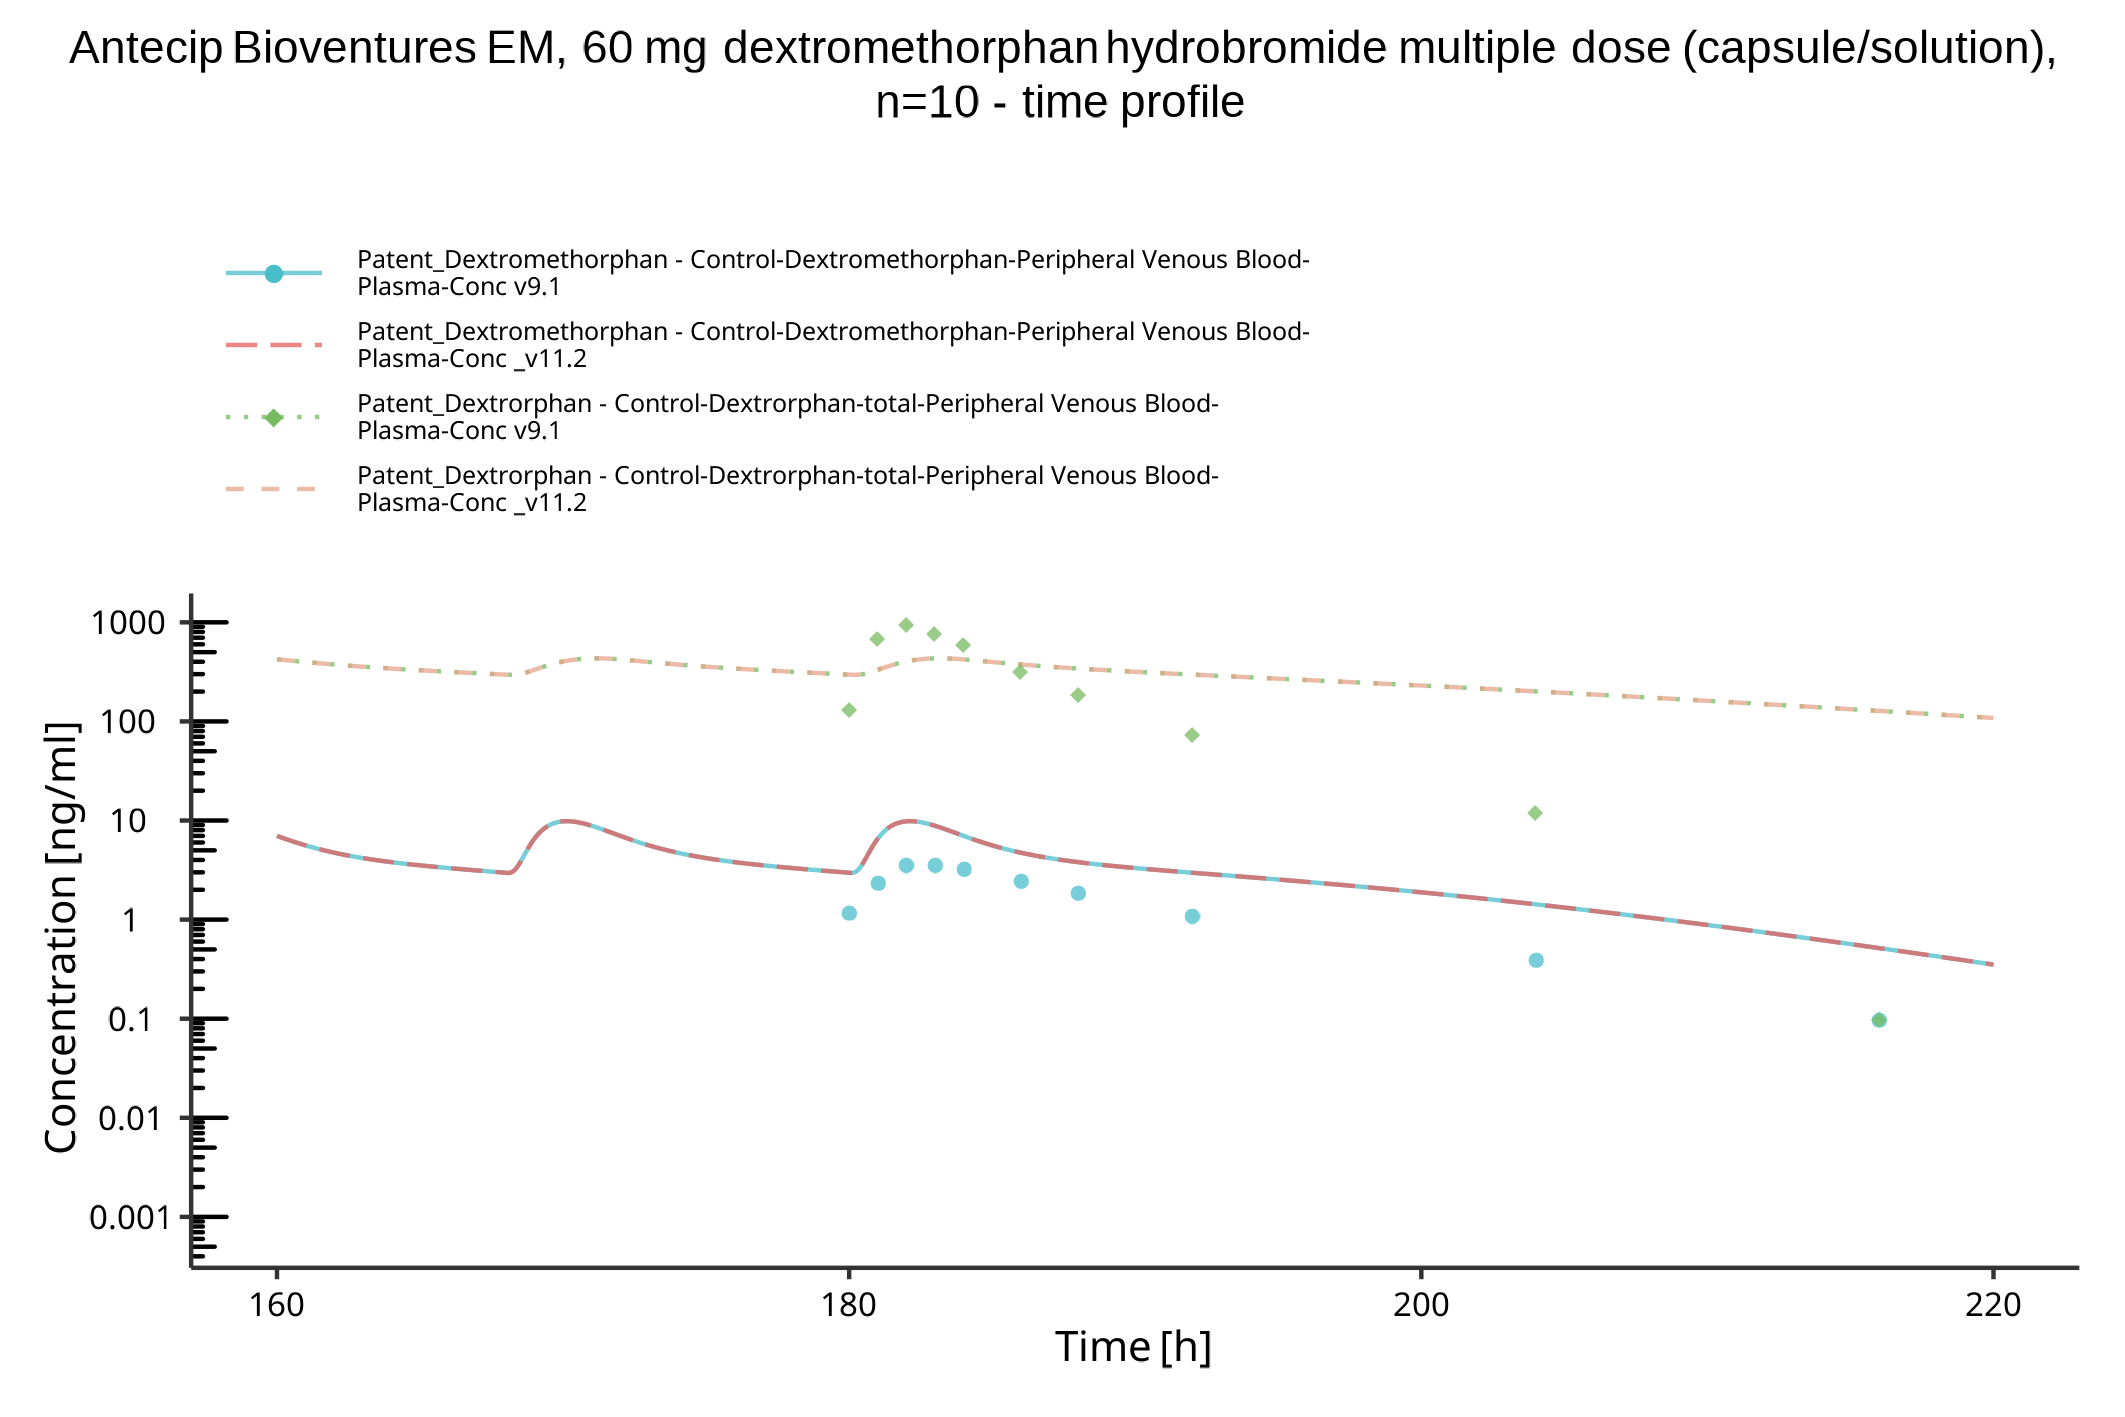 Antecip Bioventures EM, 60 mg dextromethorphan hydrobromide multiple dose (capsule/solution),
n=10 - time profile
Patent_Dextromethorphan - Control-Dextromethorphan-Peripheral Venous Blood-
Plasma-Conc v9.1
Patent_Dextromethorphan - Control-Dextromethorphan-Peripheral Venous Blood-
Plasma-Conc _v11.2
Patent_Dextrorphan - Control-Dextrorphan-total-Peripheral Venous Blood-
Plasma-Conc v9.1
Patent_Dextrorphan - Control-Dextrorphan-total-Peripheral Venous Blood-
Plasma-Conc _v11.2
Concentration [ng/ml]
1000
100
10
1
0.1
0.01
0.001
160
180
200
220
Time [h]